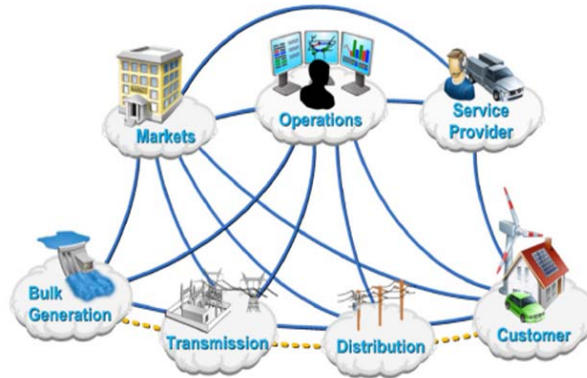 Markets
Operations
Service
Provider
Bulk
Generation
Transmission
Distribution
Customer